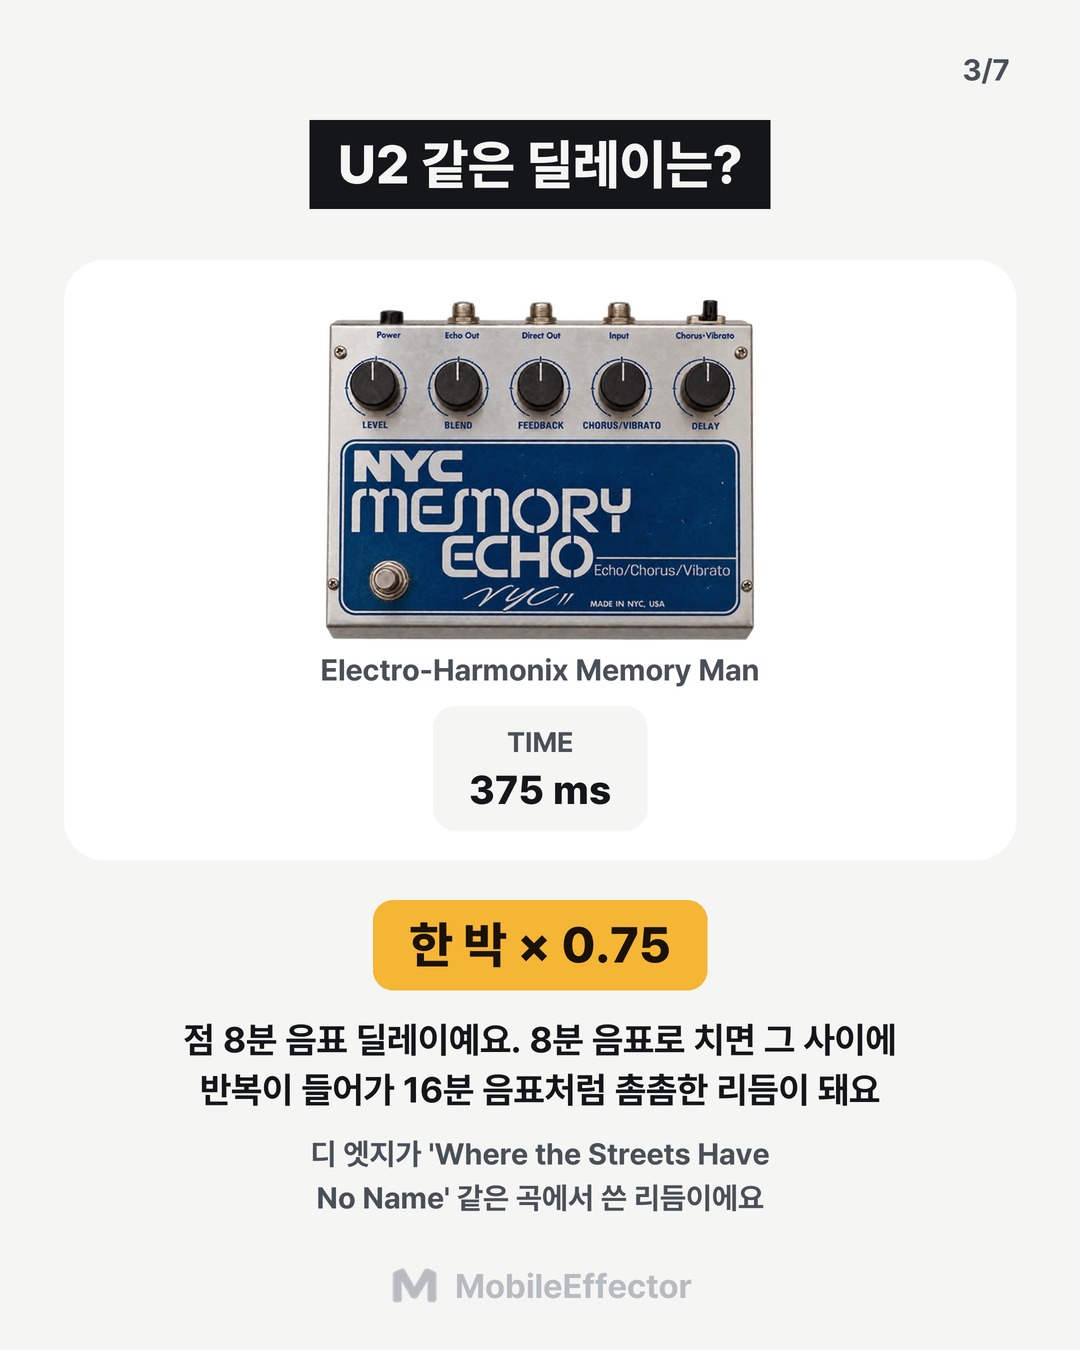 3/7
U2 같은 딜레이는?
Power Echo Out Direct Out Input Chorus·Vibrato
LEVEL BLEND FEEDBACK CHORUS/VIBRATO DELAY
NYC
MEMORY
ECHO
Echo/Chorus/Vibrato
NYC II
MADE IN NYC, USA
Electro-Harmonix Memory Man
TIME
375 ms
한 박 × 0.75
점 8분 음표 딜레이예요. 8분 음표로 치면 그 사이에
반복이 들어가 16분 음표처럼 촘촘한 리듬이 돼요
디 엣지가 'Where the Streets Have
No Name' 같은 곡에서 쓴 리듬이에요
MobileEffector